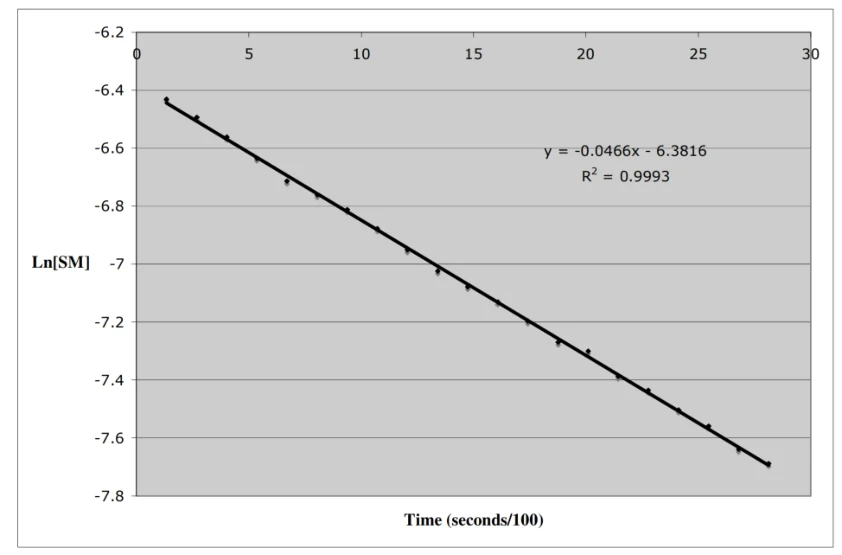 -6.2
0 5 10 15 20 25 30
-6.4
-6.6
y = -0.0466x - 6.3816
R² = 0.9993
-6.8
Ln[SM] -7
-7.2
-7.4
-7.6
-7.8
Time (seconds/100)